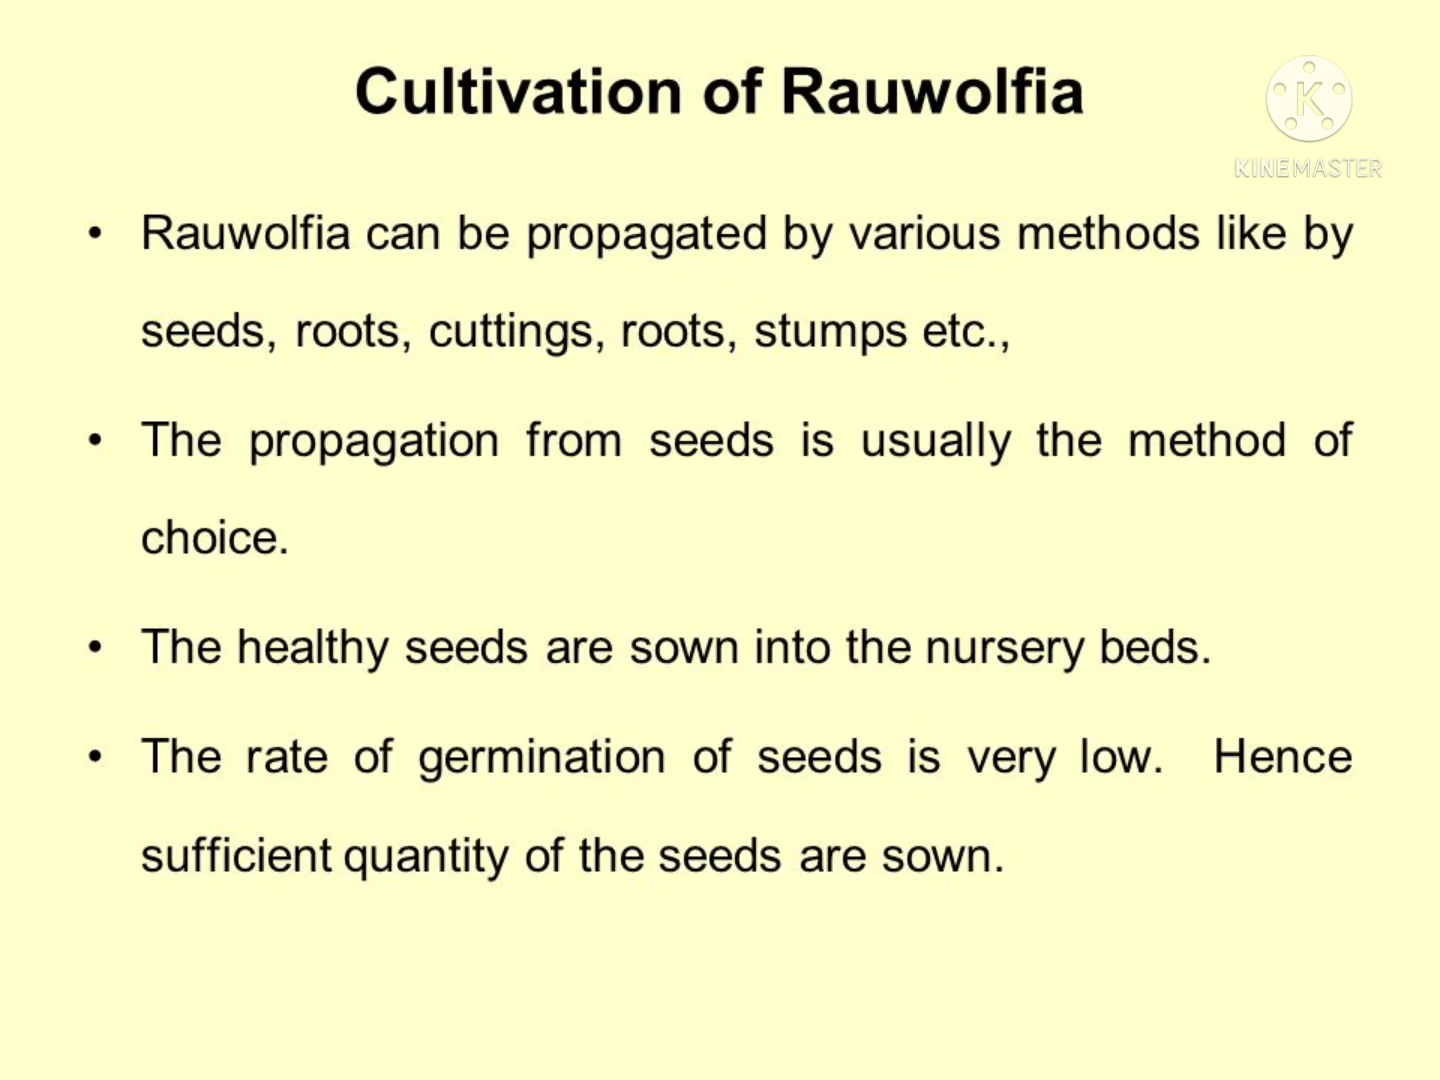 Cultivation of Rauwolfia
K
KINEMASTER
• Rauwolfia can be propagated by various methods like by
seeds, roots, cuttings, roots, stumps etc.,
• The propagation from seeds is usually the method of
choice.
• The healthy seeds are sown into the nursery beds.
• The rate of germination of seeds is very low. Hence
sufficient quantity of the seeds are sown.